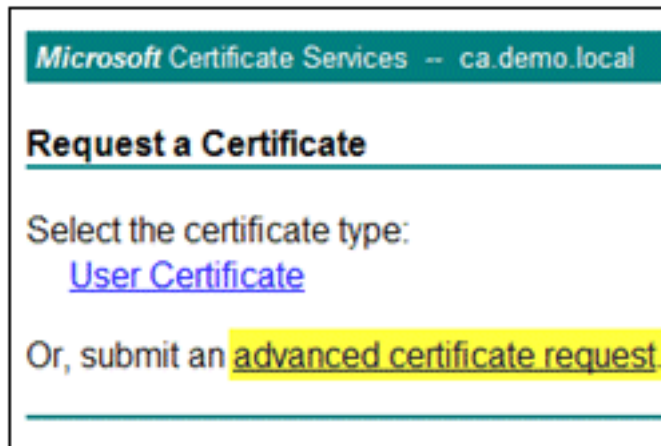 Microsoft Certificate Services -- ca.demo.local
Request a Certificate
Select the certificate type:
User Certificate
Or, submit an advanced certificate request.